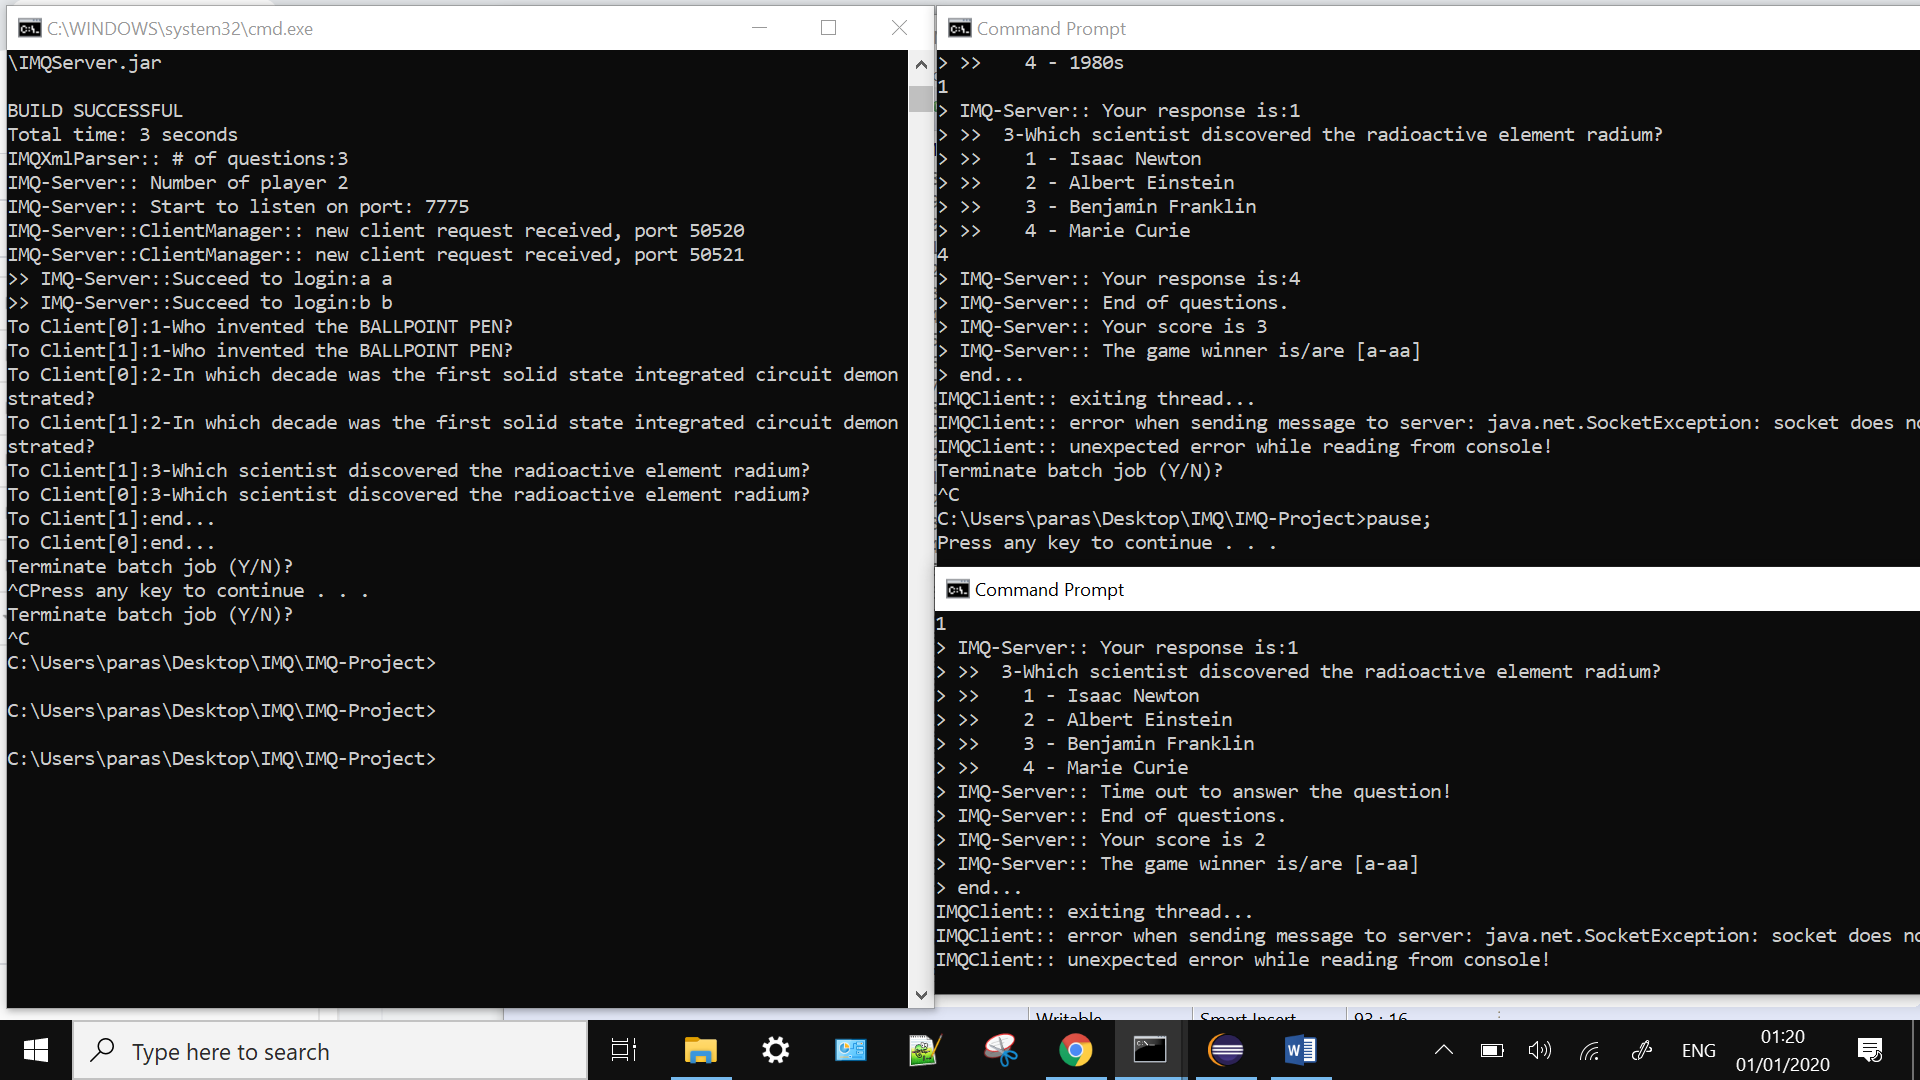 C:\WINDOWS\system32\cmd.exe
\IMQServer.jar
BUILD SUCCESSFUL
Total time: 3 seconds
IMQXmlParser:: # of questions:3
IMQ-Server:: Number of player 2
IMQ-Server:: Start to listen on port: 7775
IMQ-Server::ClientManager:: new client request received, port 50520
IMQ-Server::ClientManager:: new client request received, port 50521
>> IMQ-Server::Succeed to login:a a
>> IMQ-Server::Succeed to login:b b
To Client[0]:1-Who invented the BALLPOINT PEN?
To Client[1]:1-Who invented the BALLPOINT PEN?
To Client[0]:2-In which decade was the first solid state integrated circuit demon
strated?
To Client[1]:2-In which decade was the first solid state integrated circuit demon
strated?
To Client[1]:3-Which scientist discovered the radioactive element radium?
To Client[0]:3-Which scientist discovered the radioactive element radium?
To Client[1]:end...
To Client[0]:end...
Terminate batch job (Y/N)?
^CPress any key to continue . . .
Terminate batch job (Y/N)?
^C
C:\Users\paras\Desktop\IMQ\IMQ-Project>
C:\Users\paras\Desktop\IMQ\IMQ-Project>
C:\Users\paras\Desktop\IMQ\IMQ-Project>
Command Prompt
> >>    4 - 1980s
1
> IMQ-Server:: Your response is:1
> >>  3-Which scientist discovered the radioactive element radium?
> >>    1 - Isaac Newton
> >>    2 - Albert Einstein
> >>    3 - Benjamin Franklin
> >>    4 - Marie Curie
4
> IMQ-Server:: Your response is:4
> IMQ-Server:: End of questions.
> IMQ-Server:: Your score is 3
> IMQ-Server:: The game winner is/are [a-aa]
> end...
IMQClient:: exiting thread...
IMQClient:: error when sending message to server: java.net.SocketException: socket does no
IMQClient:: unexpected error while reading from console!
Terminate batch job (Y/N)?
^C
C:\Users\paras\Desktop\IMQ\IMQ-Project>pause;
Press any key to continue . . .
Command Prompt
1
> IMQ-Server:: Your response is:1
> >>  3-Which scientist discovered the radioactive element radium?
> >>    1 - Isaac Newton
> >>    2 - Albert Einstein
> >>    3 - Benjamin Franklin
> >>    4 - Marie Curie
> IMQ-Server:: Time out to answer the question!
> IMQ-Server:: End of questions.
> IMQ-Server:: Your score is 2
> IMQ-Server:: The game winner is/are [a-aa]
> end...
IMQClient:: exiting thread...
IMQClient:: error when sending message to server: java.net.SocketException: socket does no
IMQClient:: unexpected error while reading from console!
Writable Smart Insert 93 : 16
Type here to search
ENG
01:20
01/01/2020